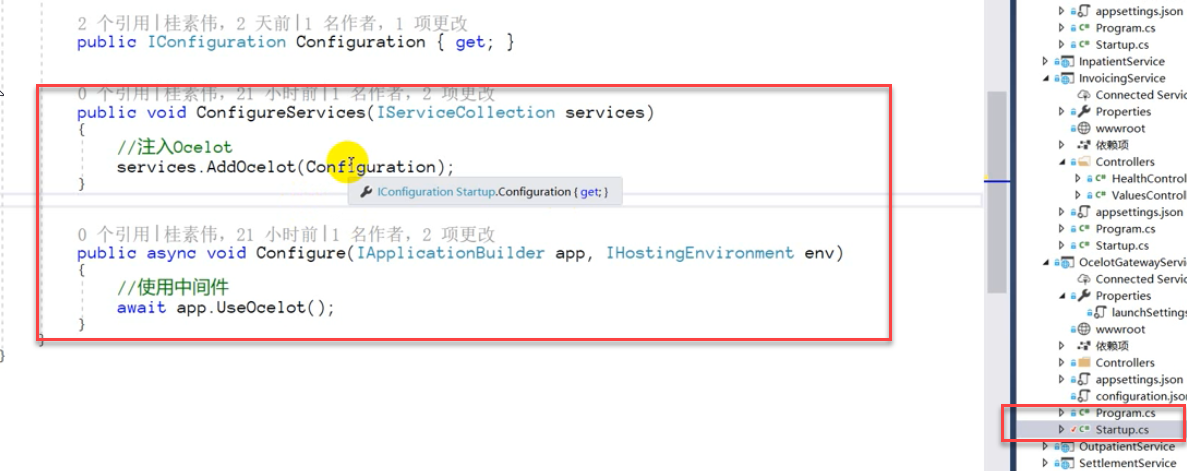 2 个引用|桂素伟，2 天前|1 名作者，1 项更改
public IConfiguration Configuration { get; }
0 个引用|桂素伟，21 小时前|1 名作者，2 项更改
public void ConfigureServices(IServiceCollection services)
{
//注入Ocelot
services.AddOcelot(Configuration);
}
IConfiguration Startup.Configuration { get; }
0 个引用|桂素伟，21 小时前|1 名作者，2 项更改
public async void Configure(IApplicationBuilder app, IHostingEnvironment env)
{
//使用中间件
await app.UseOcelot();
}
}
}
appsettings.json
Program.cs
Startup.cs
InpatientService
InvoicingService
Connected Servic
Properties
wwwroot
依赖项
Controllers
HealthControl
ValuesControll
appsettings.json
Program.cs
Startup.cs
OcelotGatewayServi
Connected Servic
Properties
launchSettings
wwwroot
依赖项
Controllers
appsettings.json
configuration.jso
Program.cs
Startup.cs
OutpatientService
SettlementService